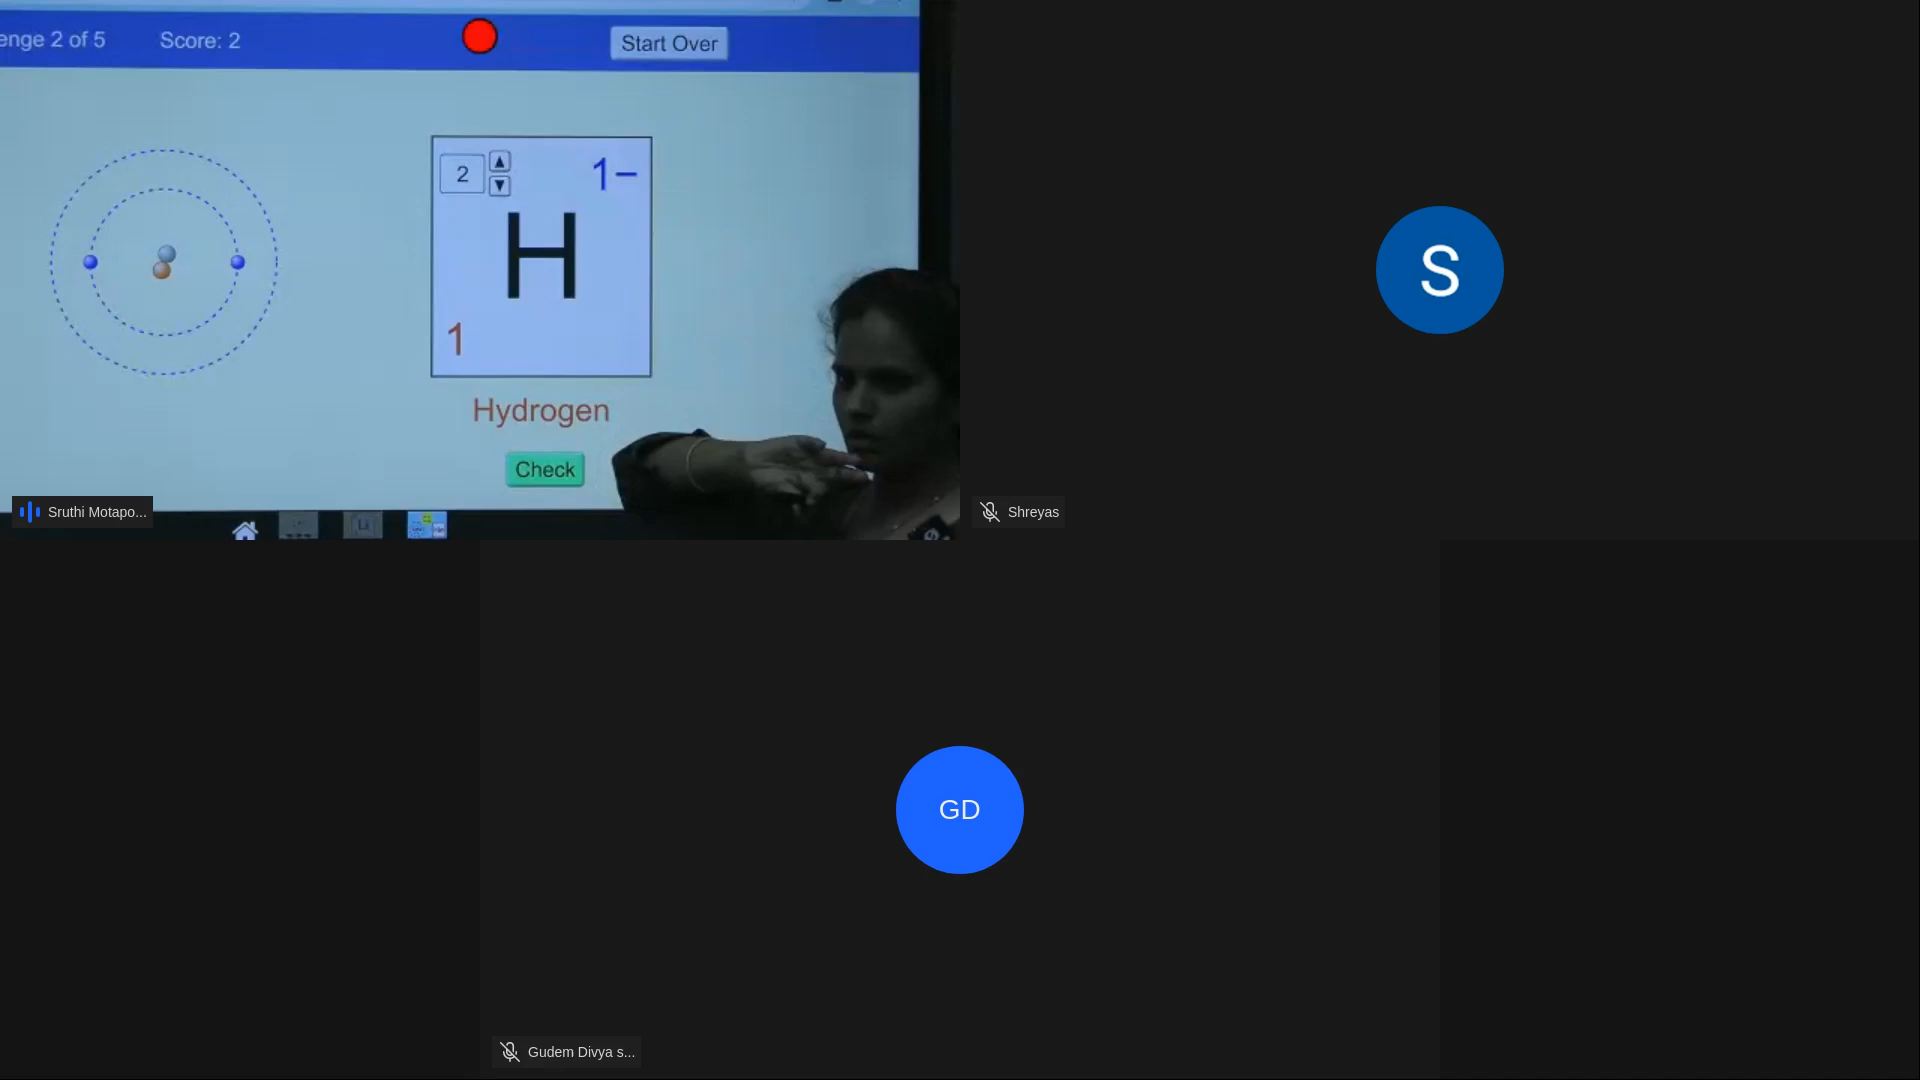 enge 2 of 5 Score: 2 Start Over
2 1−
H
1
Hydrogen
Check
Sruthi Motapo...
S
Shreyas
GD
Gudem Divya s...